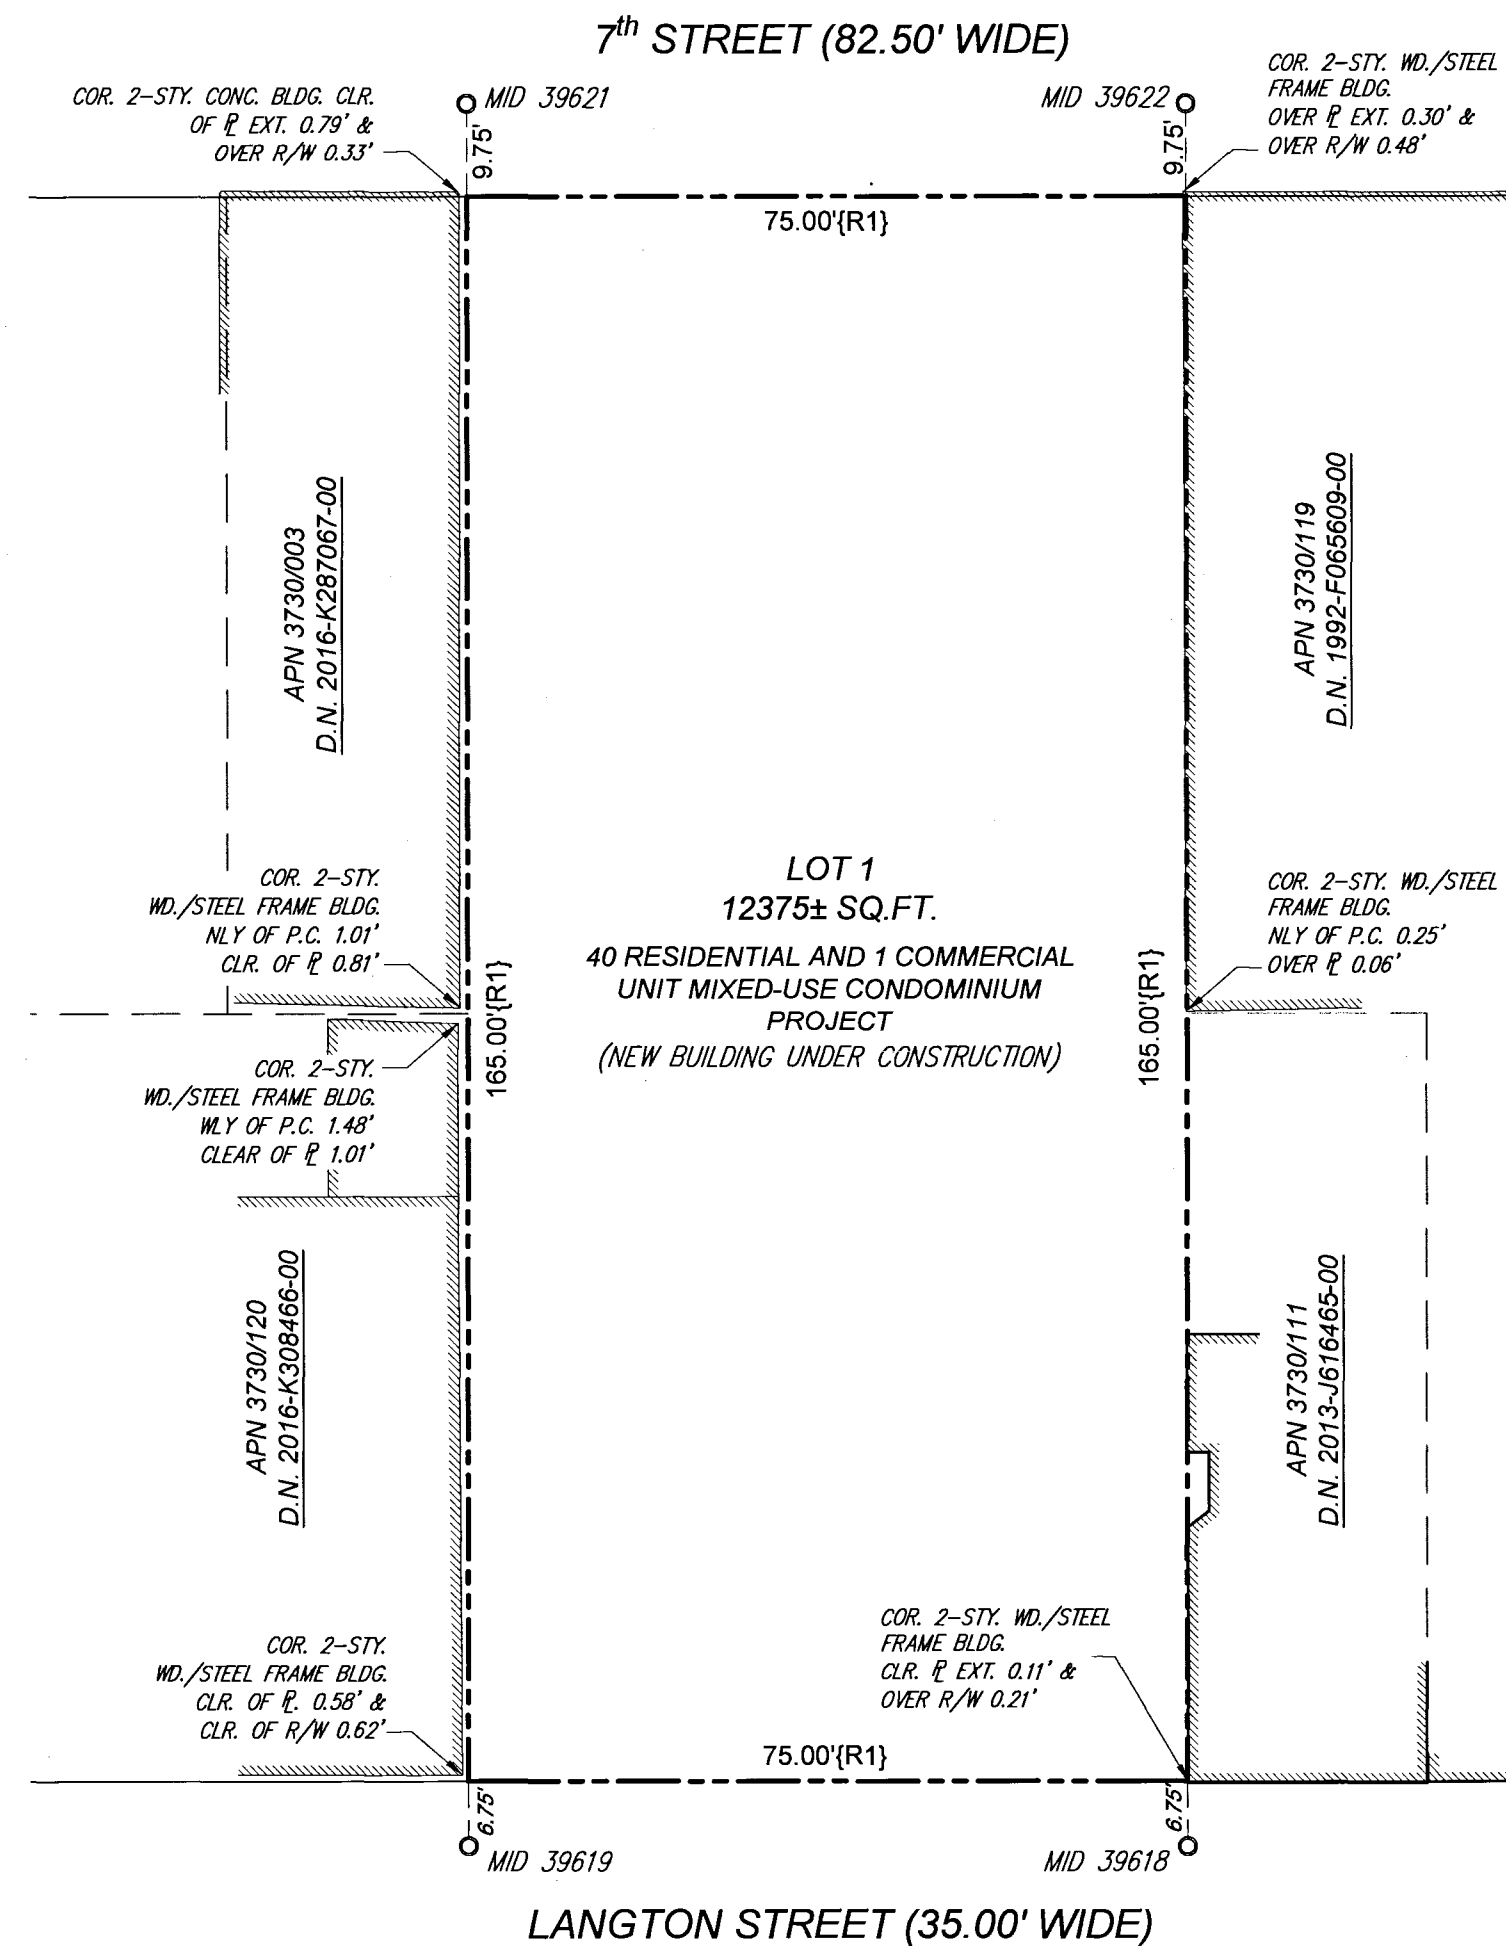 7th STREET (82.50' WIDE)
COR. 2-STY. CONC. BLDG. CLR.
OF ⅊ EXT. 0.79' &
OVER R/W 0.33'
MID 39621
9.75'
MID 39622
9.75'
COR. 2-STY. WD./STEEL
FRAME BLDG.
OVER ⅊ EXT. 0.30' &
OVER R/W 0.48'
75.00'{R1}
APN 3730/003
D.N. 2016-K287067-00
APN 3730/119
D.N. 1992-F065609-00
COR. 2-STY.
WD./STEEL FRAME BLDG.
NLY OF P.C. 1.01'
CLR. OF ⅊ 0.81'
LOT 1
12375± SQ.FT.
40 RESIDENTIAL AND 1 COMMERCIAL
UNIT MIXED-USE CONDOMINIUM
PROJECT
(NEW BUILDING UNDER CONSTRUCTION)
COR. 2-STY. WD./STEEL
FRAME BLDG.
NLY OF P.C. 0.25'
OVER ⅊ 0.06'
165.00'{R1}
165.00'{R1}
COR. 2-STY.
WD./STEEL FRAME BLDG.
WLY OF P.C. 1.48'
CLEAR OF ⅊ 1.01'
APN 3730/120
D.N. 2016-K308466-00
APN 3730/111
D.N. 2013-J616465-00
COR. 2-STY.
WD./STEEL FRAME BLDG.
CLR. OF ⅊. 0.58' &
CLR. OF R/W 0.62'
COR. 2-STY. WD./STEEL
FRAME BLDG.
CLR. ⅊ EXT. 0.11' &
OVER R/W 0.21'
75.00'{R1}
6.75'
MID 39619
6.75'
MID 39618
LANGTON STREET (35.00' WIDE)